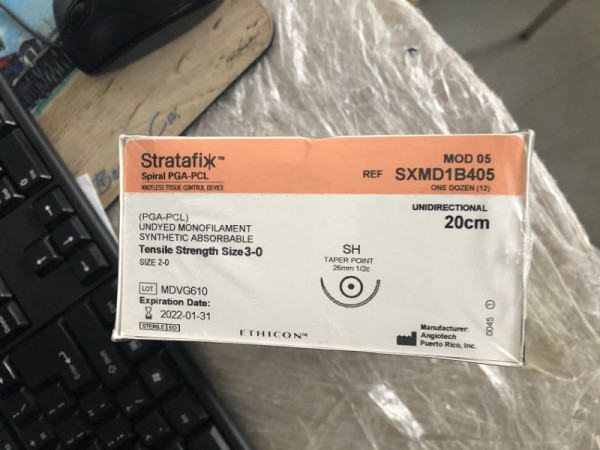 Stratafix™
Spiral PGA-PCL
KNOTLESS TISSUE CONTROL DEVICE
MOD 05
REF SXMD1B405
ONE DOZEN (12)
UNIDIRECTIONAL
20cm
(PGA-PCL)
UNDYED MONOFILAMENT
SYNTHETIC ABSORBABLE
Tensile Strength Size 3-0
SIZE 2-0
SH
TAPER POINT
26mm 1/2c
LOT MDVG610
Expiration Date:
2022-01-31
STERILE EO
ETHICON™
Manufacturer:
Angiotech
Puerto Rico, Inc.
0045